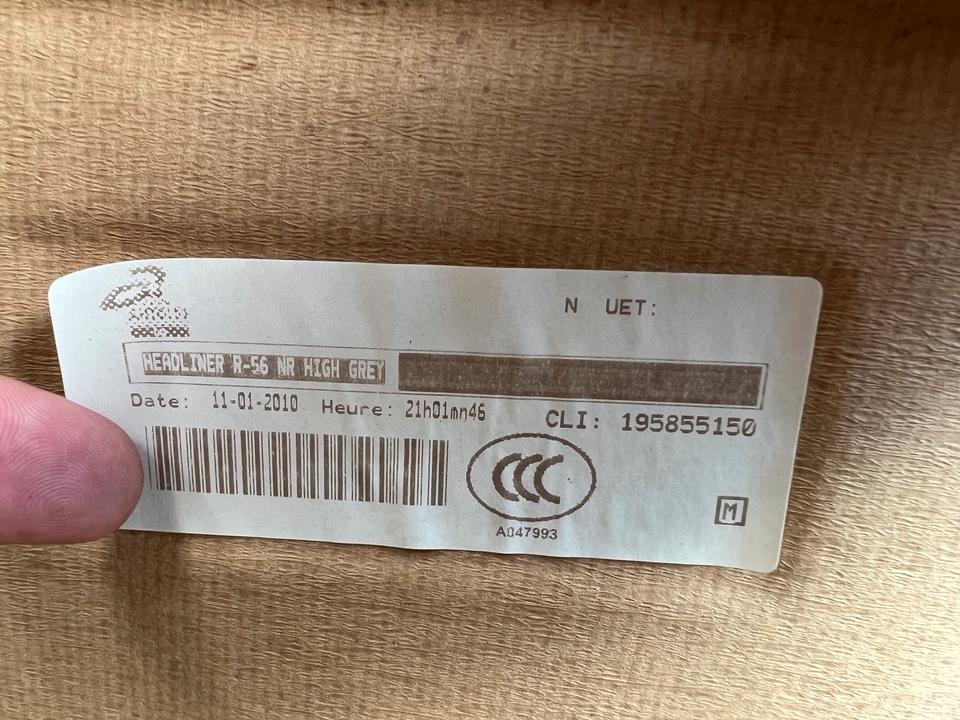 N UET:
HEADLINER R-56 NR HIGH GREY
Date: 11-01-2010 Heure: 21h01mn46
CLI: 195855150
CCC
A047993
M